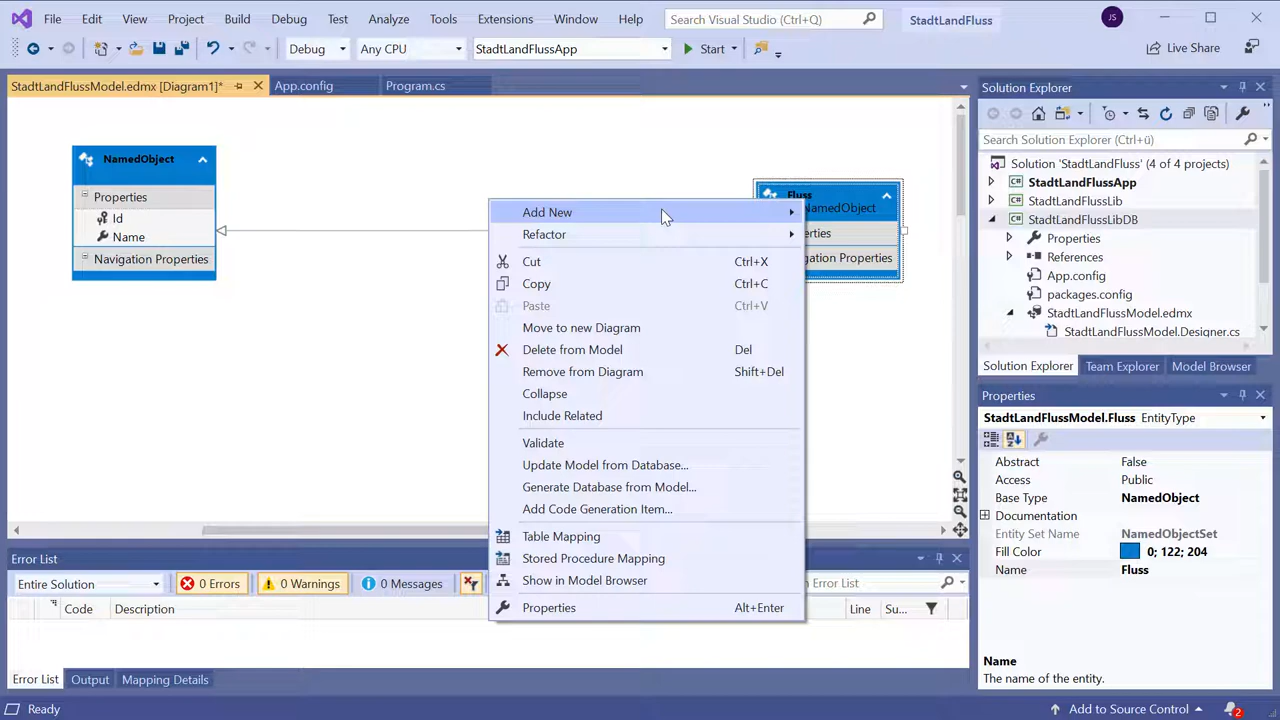 File Edit View Project Build Debug Test Analyze Tools Extensions Window Help Search Visual Studio (Ctrl+Q) StadtLandFluss JS
Debug Any CPU StadtLandFlussApp Start Live Share
StadtLandFlussModel.edmx [Diagram1]* App.config Program.cs
NamedObject
Properties
Id
Name
Navigation Properties
Fluss
NamedObject
erties
igation Properties
Add New
Refactor
Cut Ctrl+X
Copy Ctrl+C
Paste Ctrl+V
Move to new Diagram
Delete from Model Del
Remove from Diagram Shift+Del
Collapse
Include Related
Validate
Update Model from Database...
Generate Database from Model...
Add Code Generation Item...
Table Mapping
Stored Procedure Mapping
Show in Model Browser
Properties Alt+Enter
Solution Explorer
Search Solution Explorer (Ctrl+ü)
Solution 'StadtLandFluss' (4 of 4 projects)
C# StadtLandFlussApp
C# StadtLandFlussLib
C# StadtLandFlussLibDB
Properties
References
App.config
packages.config
StadtLandFlussModel.edmx
StadtLandFlussModel.Designer.cs
Solution Explorer Team Explorer Model Browser
Properties
StadtLandFlussModel.Fluss EntityType
Abstract False
Access Public
Base Type NamedObject
Documentation
Entity Set Name NamedObjectSet
Fill Color 0; 122; 204
Name Fluss
Name
The name of the entity.
Error List
Entire Solution 0 Errors 0 Warnings 0 Messages h Error List
Code Description Line Su...
Error List Output Mapping Details
Ready Add to Source Control 2